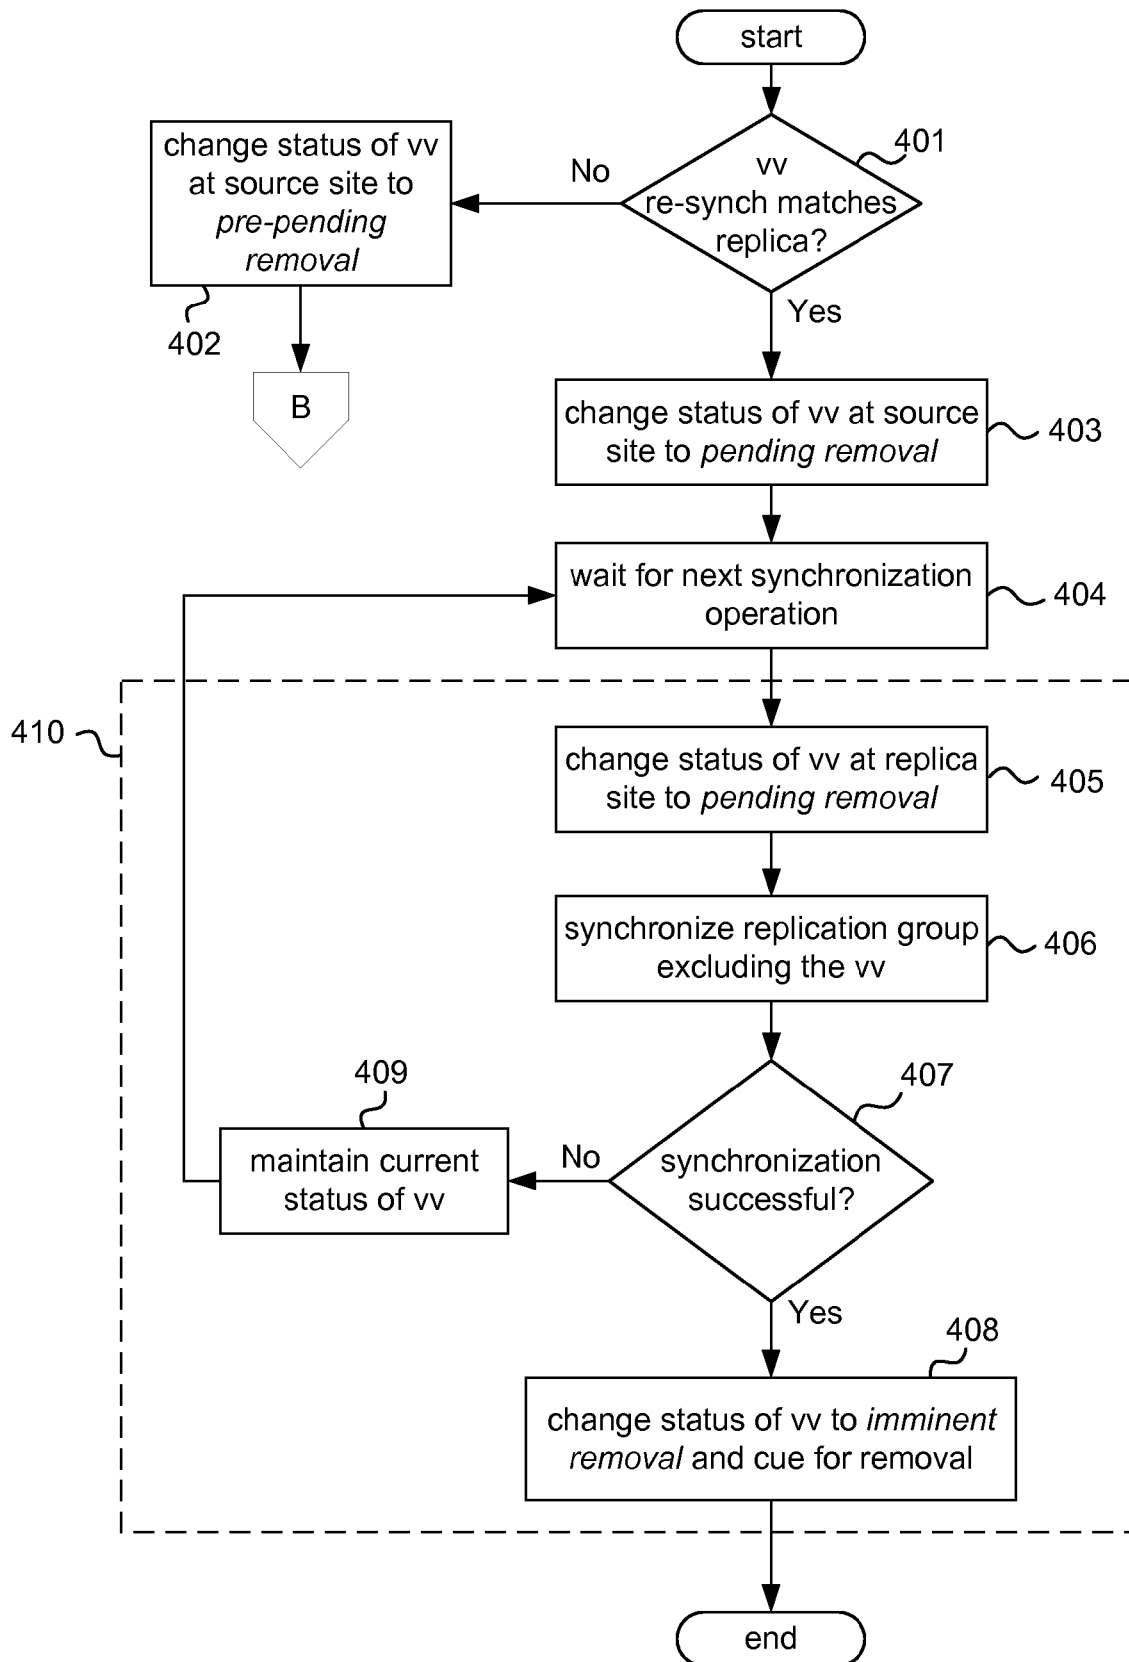 start
401
vv
re-synch matches
replica?
No
change status of vv
at source site to
pre-pending
removal
402
B
Yes
change status of vv at source
site to pending removal
403
wait for next synchronization
operation
404
410
change status of vv at replica
site to pending removal
405
synchronize replication group
excluding the vv
406
407
synchronization
successful?
No
409
maintain current
status of vv
Yes
408
change status of vv to imminent
removal and cue for removal
end